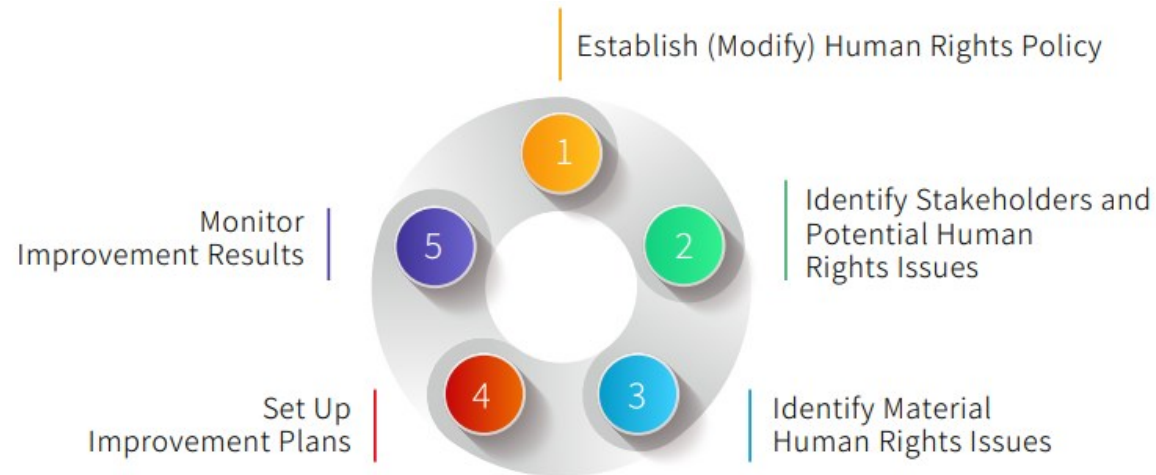 1
Establish (Modify) Human Rights Policy
2
Identify Stakeholders and
Potential Human
Rights Issues
3
Identify Material
Human Rights Issues
4
Set Up
Improvement Plans
5
Monitor
Improvement Results